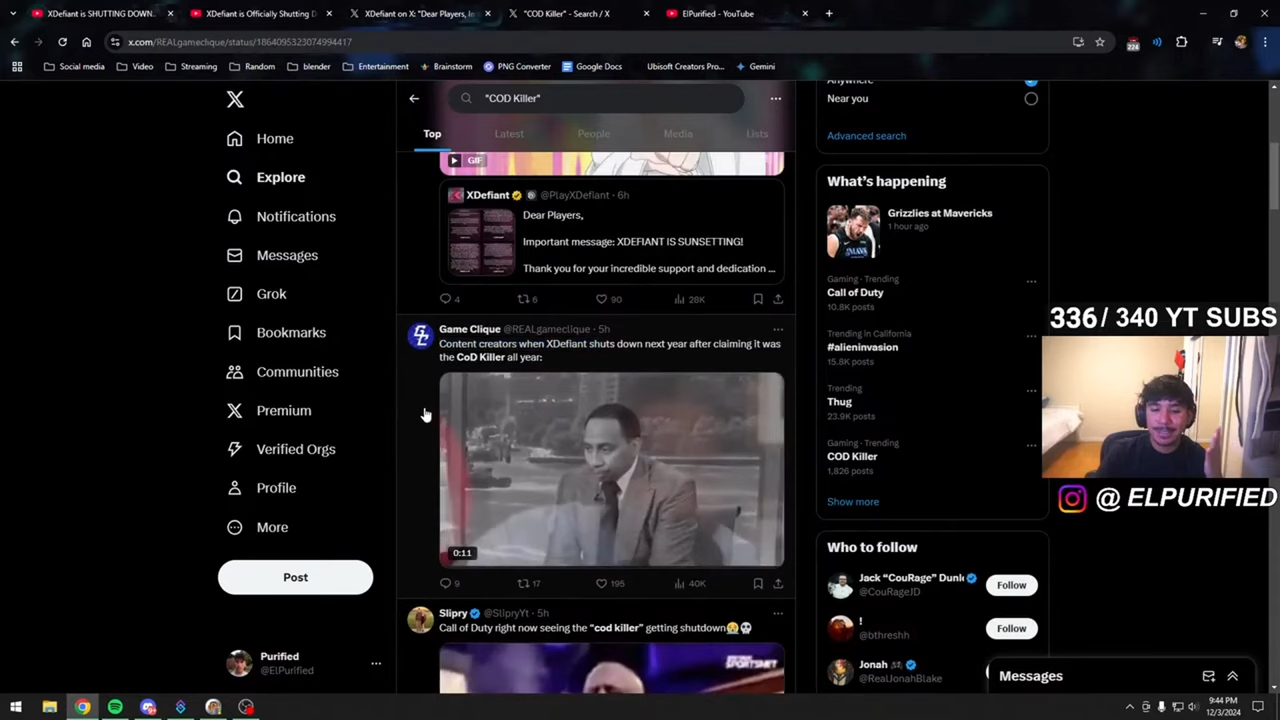 XDefiant is SHUTTING DOWN...
XDefiant is Officially Shutting D
XDefiant on X: "Dear Players, I
"COD Killer" - Search / X
ElPurified - YouTube
x.com/REALgameclique/status/1864095323074994417
224
Social media
Video
Streaming
Random
blender
Entertainment
Brainstorm
PNG Converter
Google Docs
Ubisoft Creators Pro...
Gemini
Home
Explore
Notifications
Messages
Grok
Bookmarks
Communities
Premium
Verified Orgs
Profile
More
Post
Purified
@ElPurified
"COD Killer"
Top
Latest
People
Media
Lists
GIF
XDefiant @PlayXDefiant · 6h
Dear Players,
Important message: XDEFIANT IS SUNSETTING!
Thank you for your incredible support and dedication ...
4
6
90
28K
Game Clique @REALgameclique · 5h
Content creators when XDefiant shuts down next year after claiming it was
the CoD Killer all year:
0:11
9
17
195
40K
Slipry @SlipryYt · 5h
Call of Duty right now seeing the "cod killer" getting shutdown😪💀
SPORTSNET
Anywhere
Near you
Advanced search
What's happening
Grizzlies at Mavericks
1 hour ago
Gaming · Trending
Call of Duty
10.8K posts
Trending in California
#alieninvasion
15.8K posts
Trending
Thug
23.9K posts
Gaming · Trending
COD Killer
1,826 posts
Show more
Who to follow
Jack "CouRage" Dunl
@CouRageJD
Follow
!
@bthreshh
Follow
Jonah
@RealJonahBlake
Messages
336/ 340 YT SUBS
@ ELPURIFIED
9:44 PM
12/3/2024